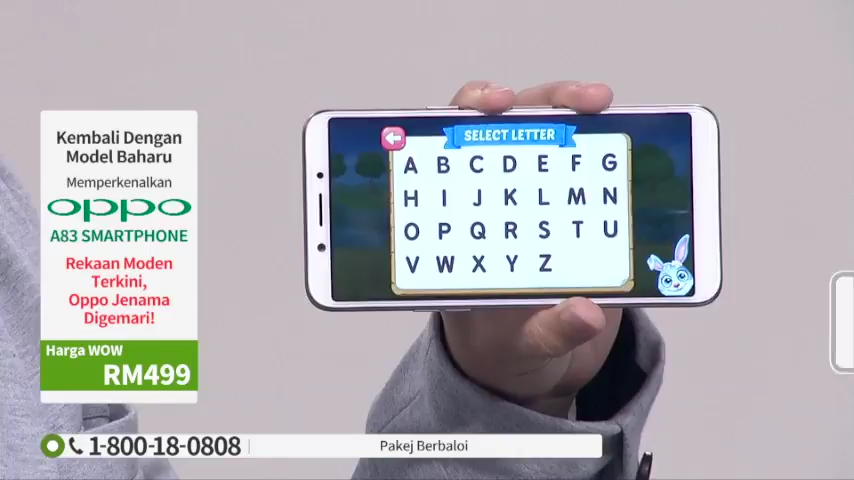 Kembali Dengan
Model Baharu
Memperkenalkan
oppo
A83 SMARTPHONE
Rekaan Moden
Terkini,
Oppo Jenama
Digemari!
Harga WOW
RM499
SELECT LETTER
A B C D E F G
H I J K L M N
O P Q R S T U
V W X Y Z
1-800-18-0808
Pakej Berbaloi